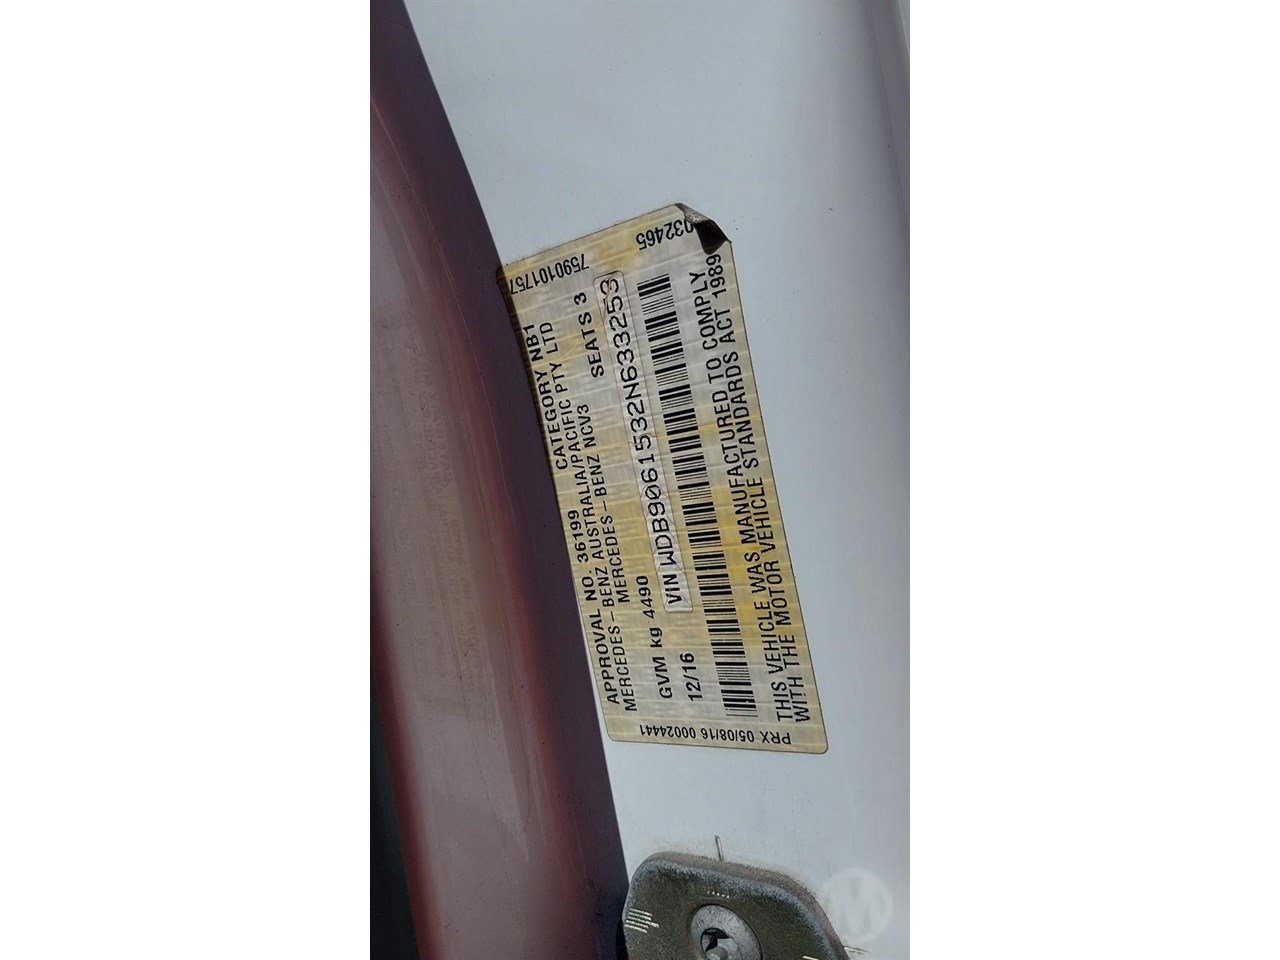 APPROVAL NO. 36199 CATEGORY NB1
MERCEDES-BENZ AUSTRALIA/PACIFIC PTY LTD
MERCEDES-BENZ NCV3
GVM kg 4490 SEATS 3
12/16 VIN WDB9061532N633253
THIS VEHICLE WAS MANUFACTURED TO COMPLY
WITH THE MOTOR VEHICLE STANDARDS ACT 1989
PRX 05/08/16 00024441
032465
M